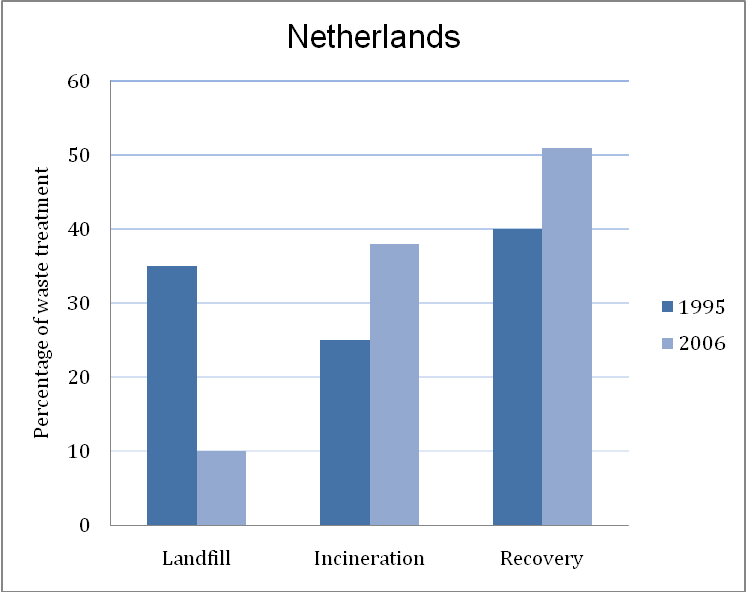 Netherlands
Percentage of waste treatment
60
50
40
30
20
10
0
Landfill
Incineration
Recovery
1995
2006